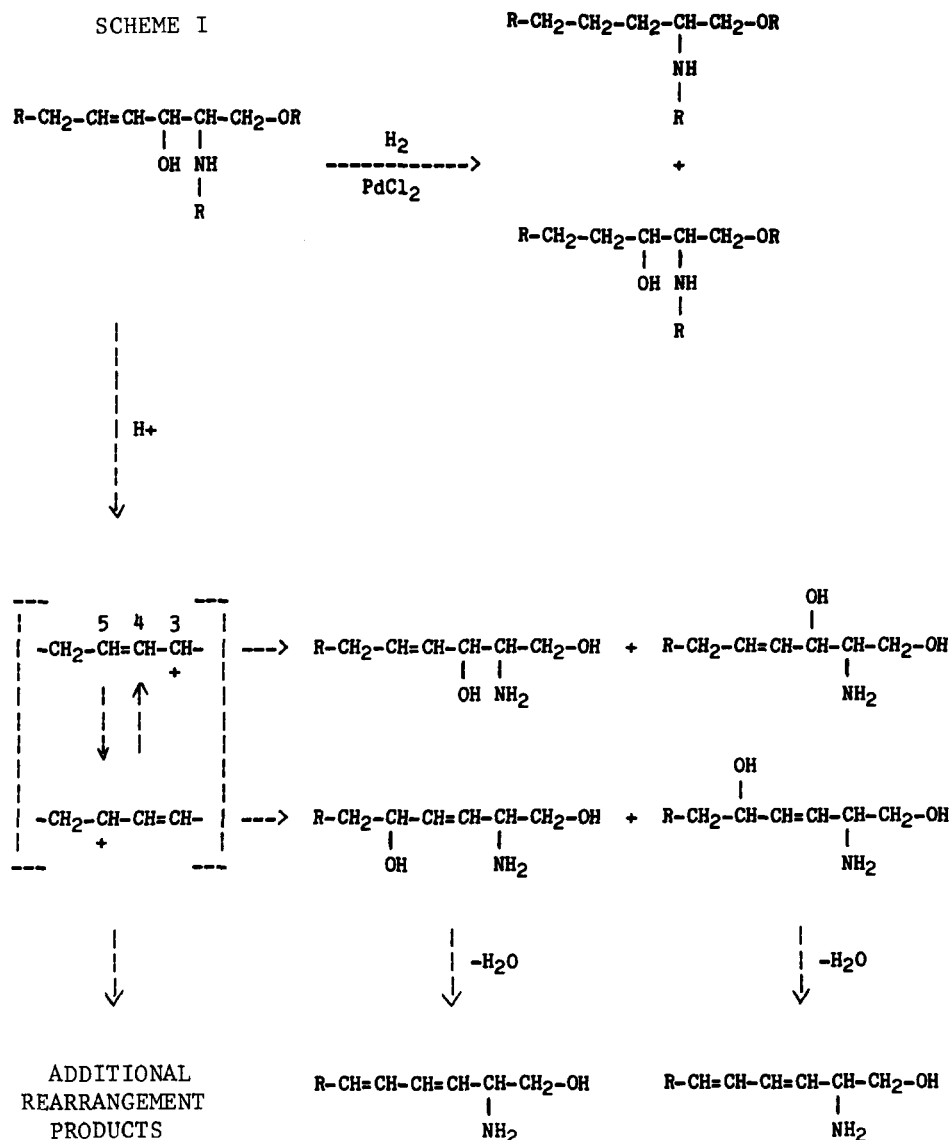 SCHEME I
R-CH2-CH2-CH2-CH-CH2-OR
NH
R
R-CH2-CH=CH-CH-CH-CH2-OR
OH NH
R
H2
PdCl2
+
R-CH2-CH2-CH-CH-CH2-OR
OH NH
R
H+
5 4 3
-CH2-CH=CH-CH-
+
R-CH2-CH=CH-CH-CH-CH2-OH
OH NH2
+
OH
R-CH2-CH=CH-CH-CH-CH2-OH
NH2
-CH2-CH-CH=CH-
+
R-CH2-CH-CH=CH-CH-CH2-OH
OH NH2
+
OH
R-CH2-CH-CH=CH-CH-CH2-OH
NH2
-H2O
-H2O
ADDITIONAL
REARRANGEMENT
PRODUCTS
R-CH=CH-CH=CH-CH-CH2-OH
NH2
R-CH=CH-CH=CH-CH-CH2-OH
NH2